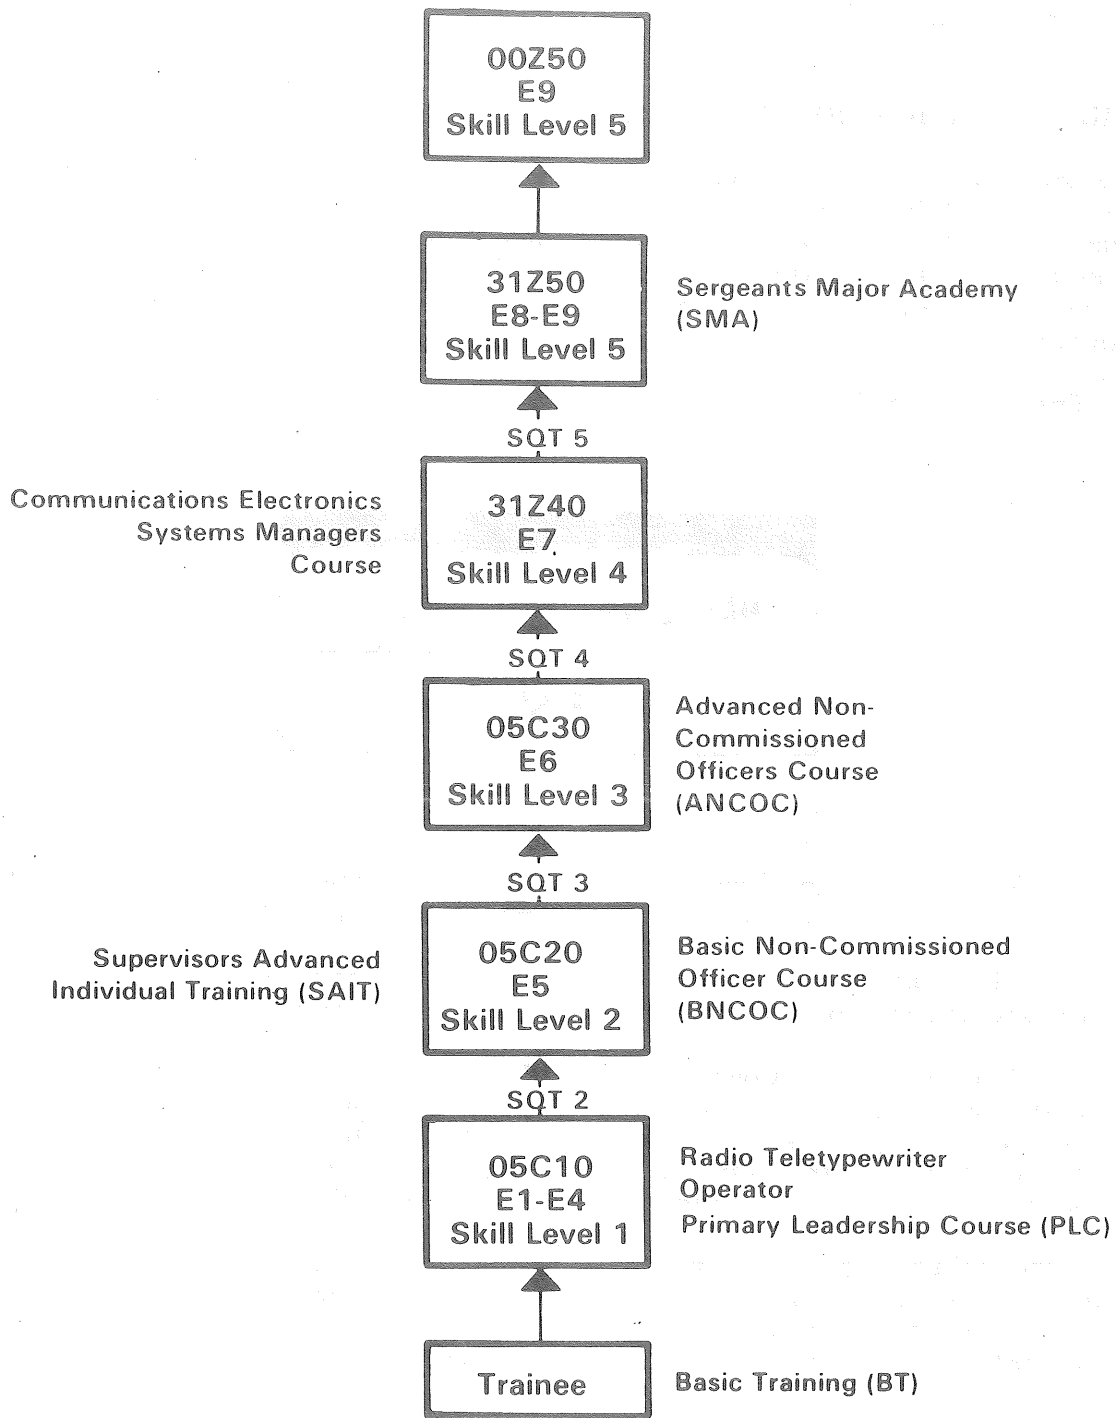 00Z50
E9
Skill Level 5
31Z50
E8-E9
Skill Level 5
Sergeants Major Academy
(SMA)
SQT 5
Communications Electronics
Systems Managers
Course
31Z40
E7
Skill Level 4
SQT 4
05C30
E6
Skill Level 3
Advanced Non-
Commissioned
Officers Course
(ANCOC)
SQT 3
Supervisors Advanced
Individual Training (SAIT)
05C20
E5
Skill Level 2
Basic Non-Commissioned
Officer Course
(BNCOC)
SQT 2
05C10
E1-E4
Skill Level 1
Radio Teletypewriter
Operator
Primary Leadership Course (PLC)
Trainee
Basic Training (BT)